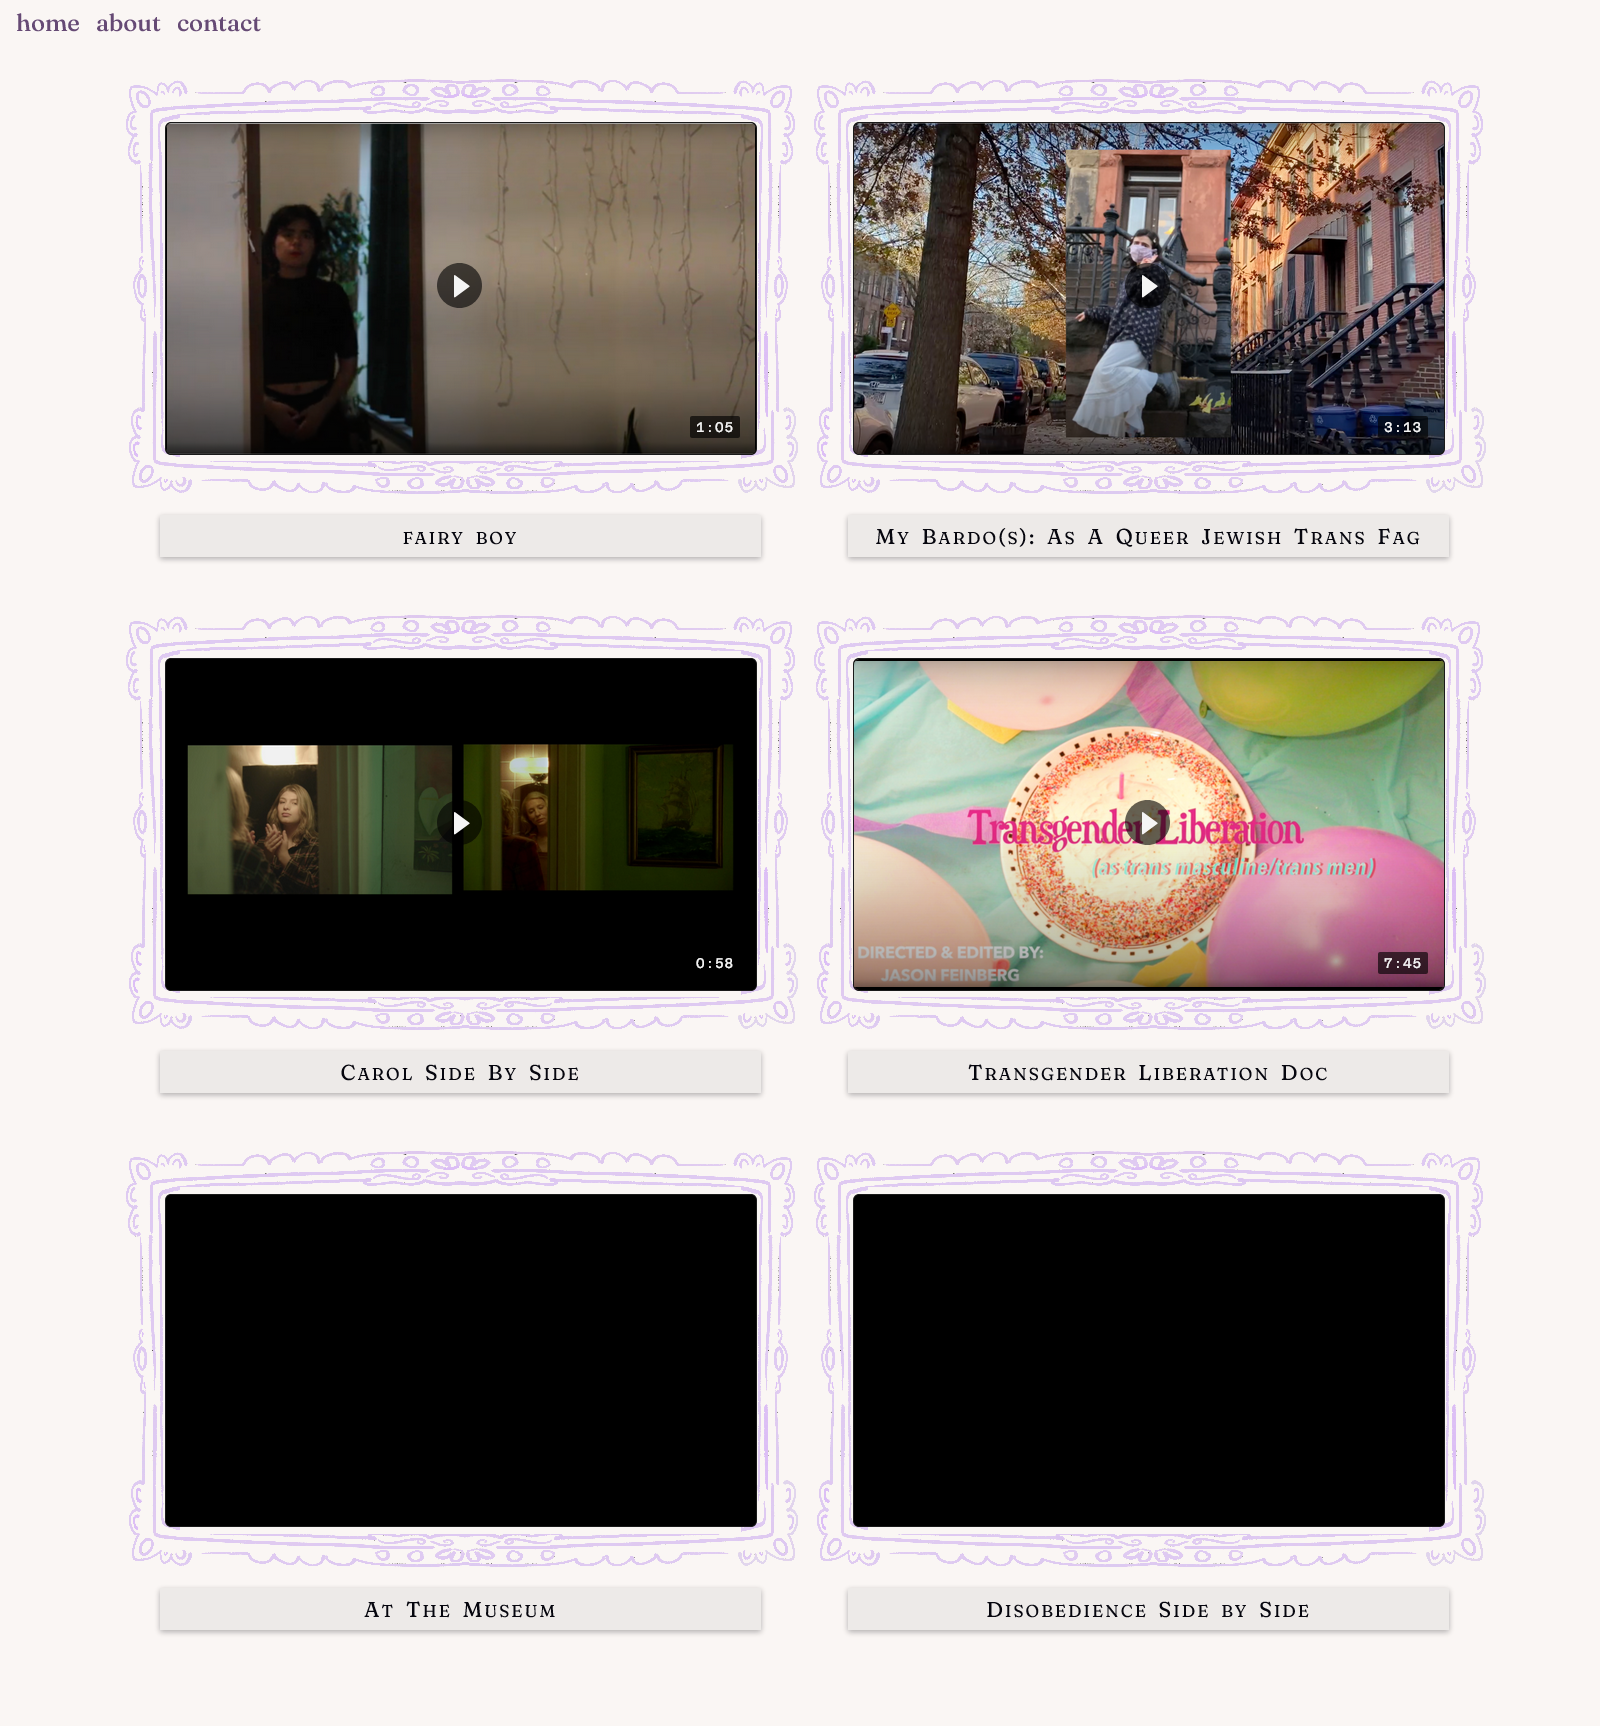 home about contact
1:05
3:13
FAIRY BOY
MY BARDO(S): AS A QUEER JEWISH TRANS FAG
Transgender Liberation
(as trans masculine/trans men)
DIRECTED & EDITED BY:
JASON FEINBERG
0:58
7:45
CAROL SIDE BY SIDE
TRANSGENDER LIBERATION DOC
AT THE MUSEUM
DISOBEDIENCE SIDE BY SIDE